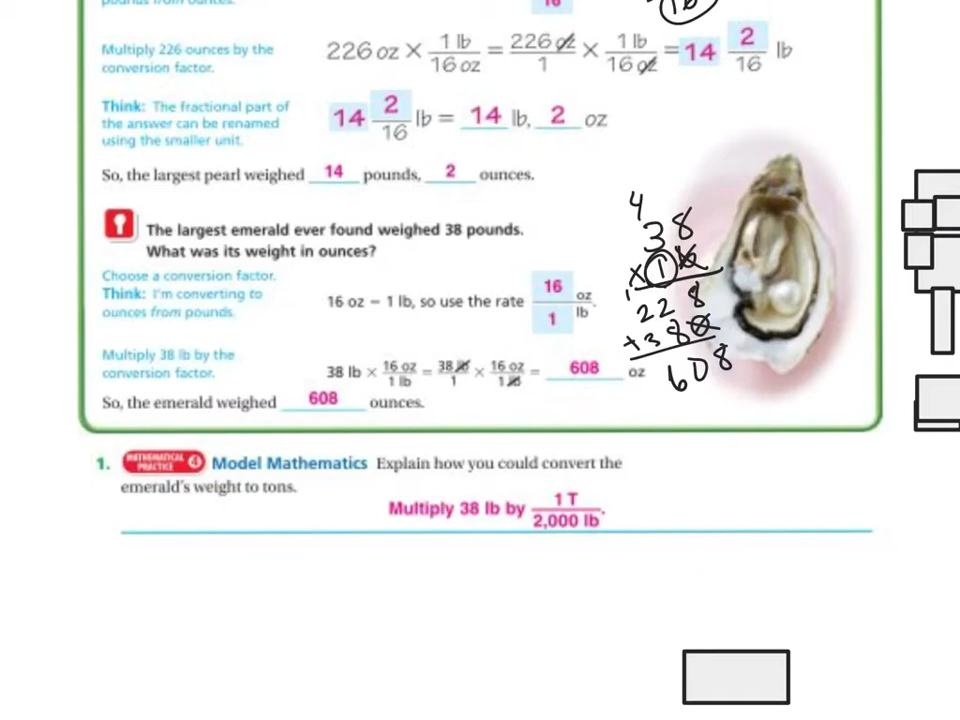 16
1b
Multiply 226 ounces by the
conversion factor.
226 oz × 1 lb/16 oz = 226 oz/1 × 1 lb/16 oz = 14 2/16 lb
Think: The fractional part of
the answer can be renamed
using the smaller unit.
14 2/16 lb = 14 lb, 2 oz
So, the largest pearl weighed 14 pounds, 2 ounces.
The largest emerald ever found weighed 38 pounds.
What was its weight in ounces?
Choose a conversion factor.
Think: I'm converting to
ounces from pounds.
16 oz = 1 lb, so use the rate 16/1 oz/lb.
Multiply 38 lb by the
conversion factor.
38 lb × 16 oz/1 lb = 38 lb/1 × 16 oz/1 lb = 608 oz
So, the emerald weighed 608 ounces.
4
38
×16
1
228
+380
608
1. MATHEMATICAL PRACTICE 4 Model Mathematics Explain how you could convert the
emerald's weight to tons.
Multiply 38 lb by 1 T/2,000 lb.